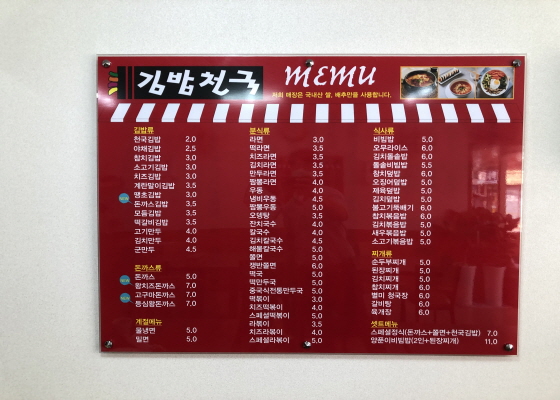 김밥천국
MEMU
저희 매장은 국내산 쌀, 배추만을 사용합니다.
김밥류
천국김밥 2.0
야채김밥 2.5
참치김밥 3.0
소고기김밥 3.0
치즈김밥 3.0
계란말이김밥 3.5
땡초김밥 3.0
돈까스김밥 3.5
모듬김밥 3.5
떡갈비김밥 3.5
고기만두 4.0
김치만두 4.0
군만두 4.5
돈까스류
돈까스 5.0
왕치즈돈까스 7.0
고구마돈까스 7.0
등심왕돈까스 7.0
계절메뉴
물냉면 5.0
밀면 5.0
분식류
라면 3.0
떡라면 3.5
치즈라면 3.5
김치라면 3.5
만두라면 3.5
짬뽕라면 4.0
우동 4.0
냄비우동 4.5
짬뽕우동 5.0
오뎅탕 3.5
잔치국수 4.0
칼국수 4.0
김치칼국수 4.5
해물칼국수 5.0
쫄면 5.0
쟁반쫄면 6.0
떡국 5.0
떡만두국 5.0
중국식전통만두국 5.0
떡볶이 3.0
치즈떡볶이 4.0
스페셜떡볶이 5.0
라볶이 3.5
치즈라볶이 4.0
스페셜라볶이 5.0
식사류
비빔밥 5.0
오무라이스 6.0
김치돌솥밥 6.0
돌솥비빔밥 5.5
참치덮밥 6.0
오징어덮밥 5.0
제육덮밥 5.0
김치덮밥 5.0
불고기뚝배기 6.0
참치볶음밥 6.0
김치볶음밥 5.0
새우볶음밥 5.0
소고기볶음밥 5.0
찌개류
순두부찌개 5.0
된장찌개 5.0
김치찌개 5.0
참치찌개 6.0
별미 청국장 6.0
갈비탕 6.0
육개장 6.0
셋트메뉴
스페셜정식(돈까스+쫄면+천국김밥) 7.0
양푼이비빔밥(2인+된장찌개) 11.0